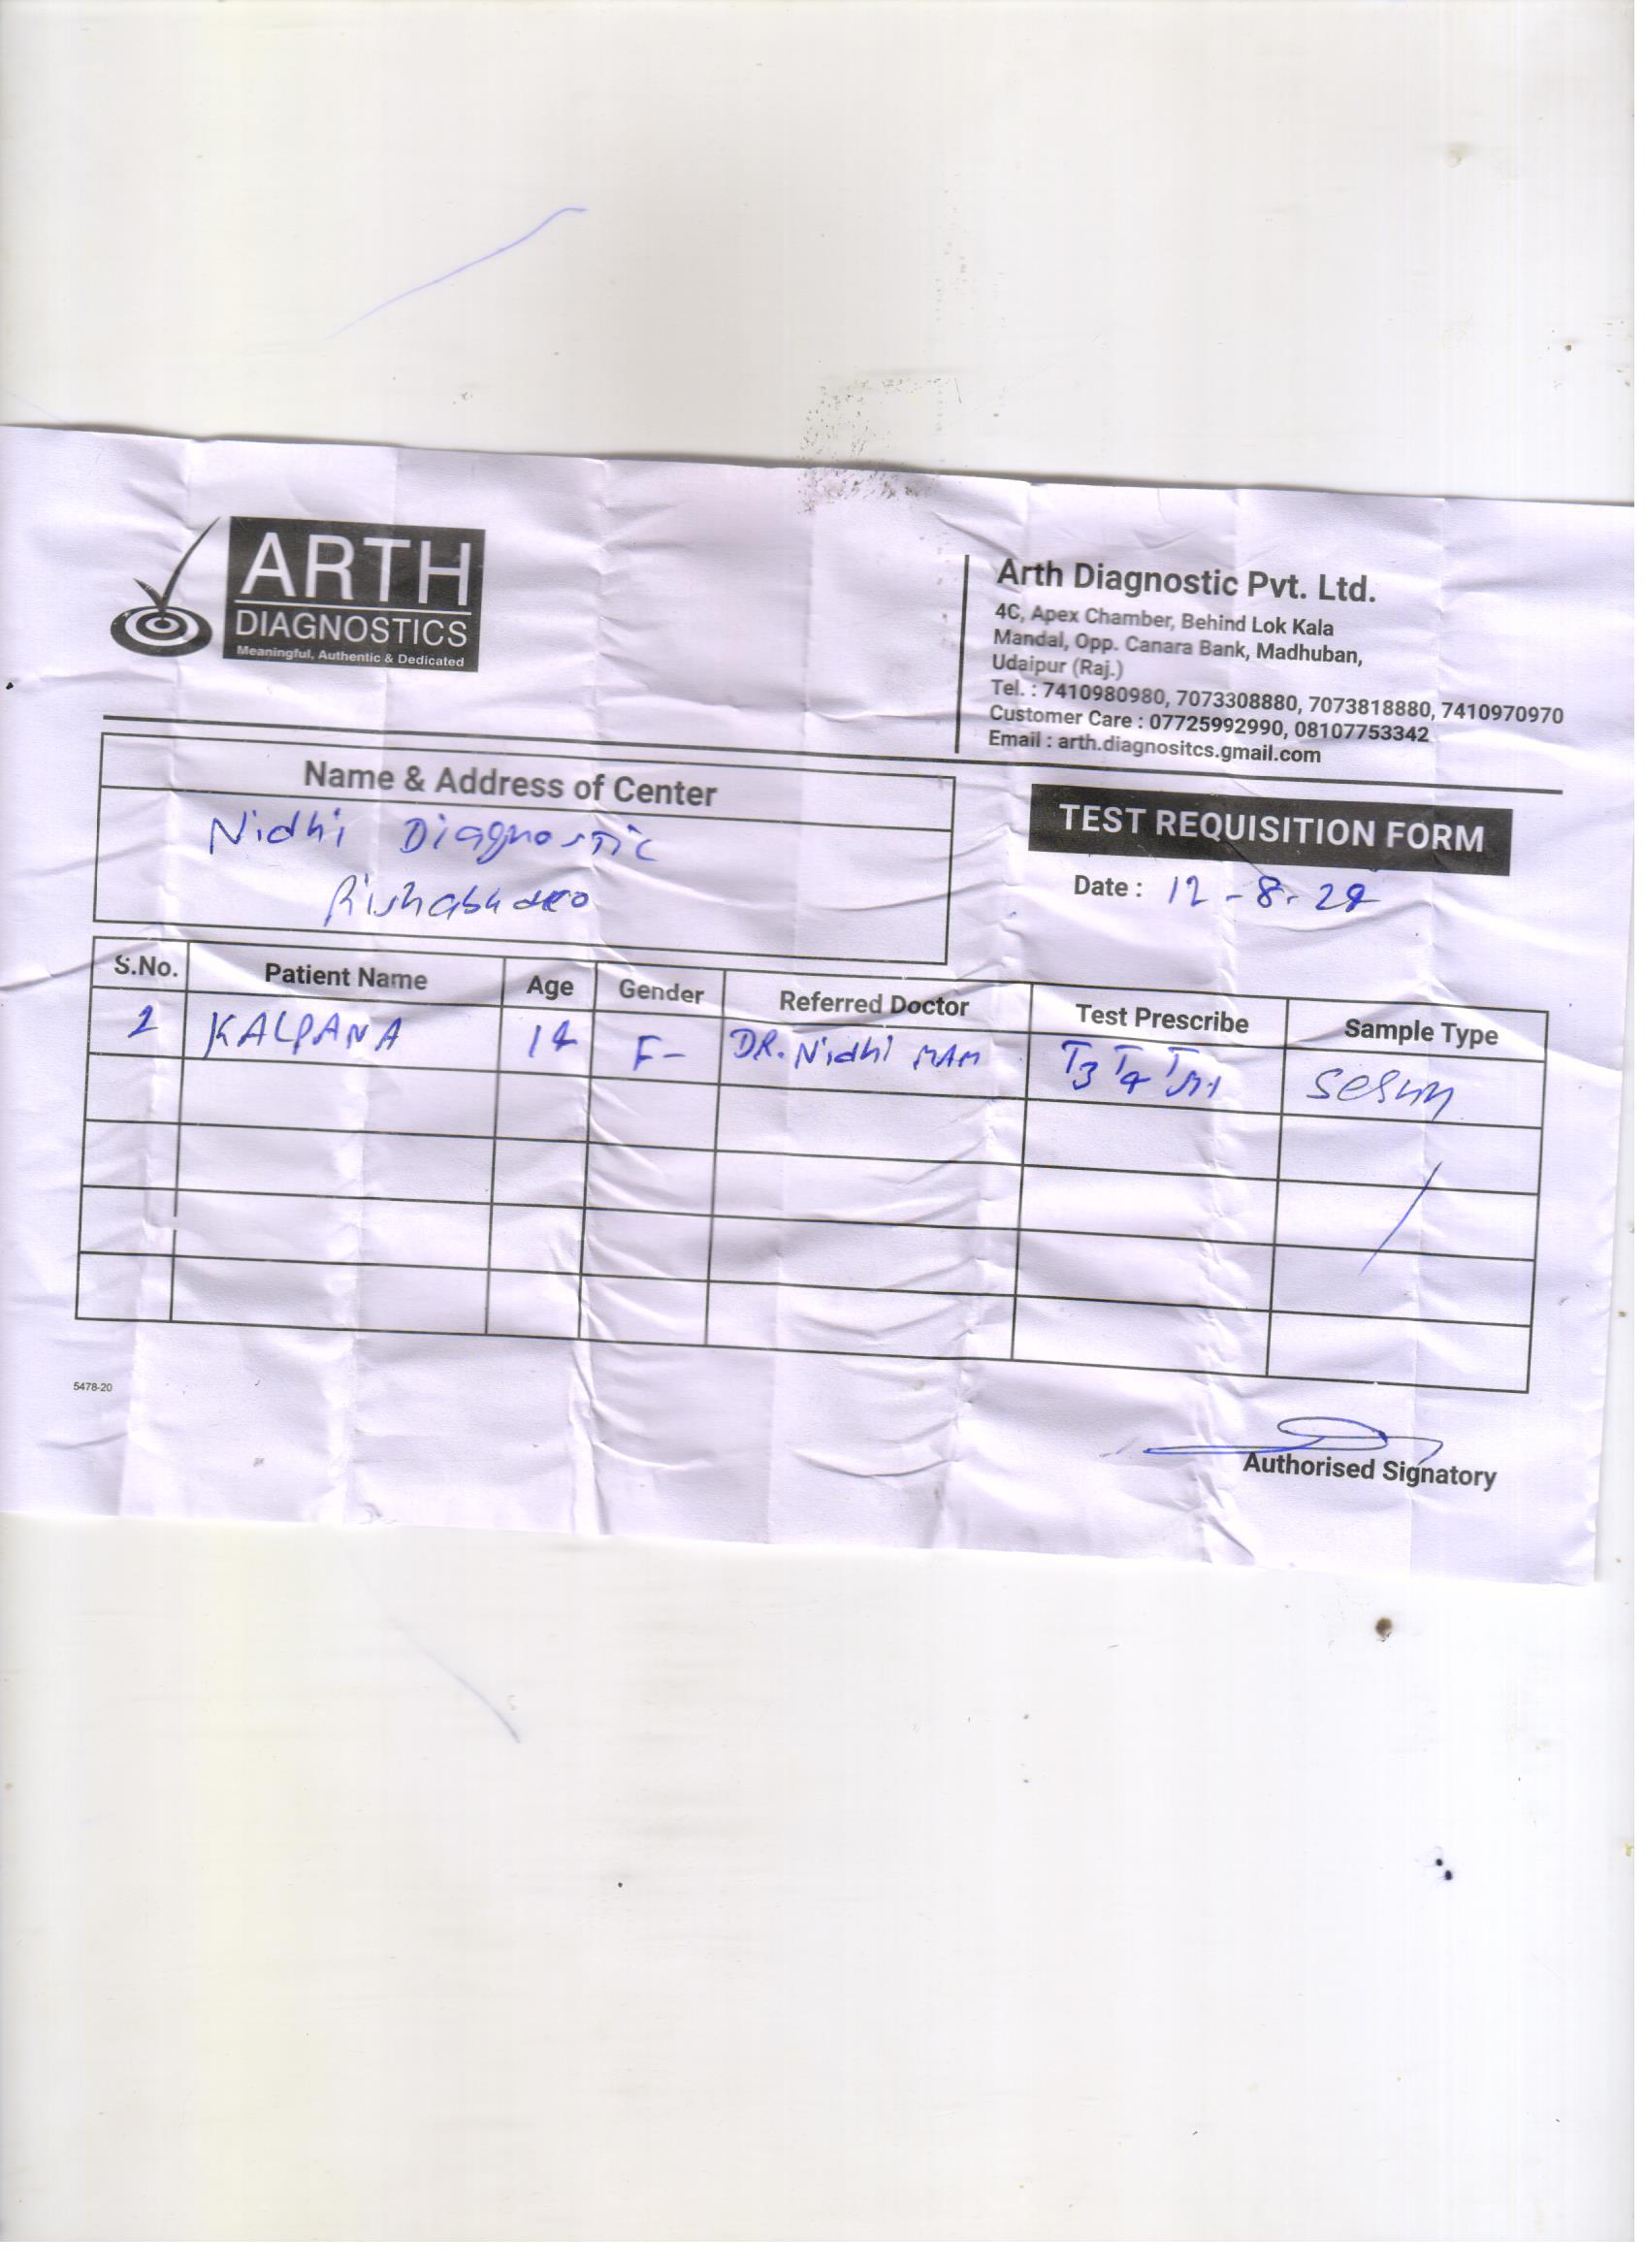 ARTH
DIAGNOSTICS
Meaningful, Authentic & Dedicated
Arth Diagnostic Pvt. Ltd.
4C, Apex Chamber, Behind Lok Kala
Mandal, Opp. Canara Bank, Madhuban,
Udaipur (Raj.)
Tel. : 7410980980, 7073308880, 7073818880, 7410970970
Customer Care : 07725992990, 08107753342
Email : arth.diagnositcs.gmail.com
Name & Address of Center
Nidhi Diagnostic
Rishabhdeo
TEST REQUISITION FORM
Date : 12-8-24
S.No. Patient Name Age Gender Referred Doctor Test Prescribe Sample Type
KALPANA 14 F- DR. Nidhi MAM T3 T4 TSH Serum
5478-20
Authorised Signatory